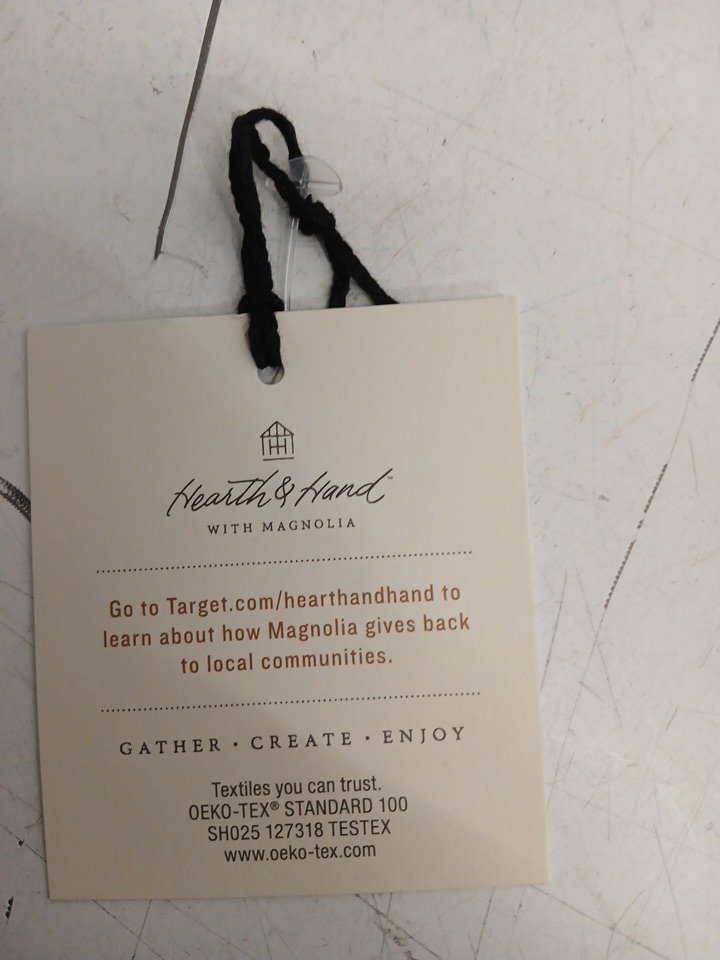 Hearth & Hand™
WITH MAGNOLIA
Go to Target.com/hearthandhand to
learn about how Magnolia gives back
to local communities.
GATHER · CREATE · ENJOY
Textiles you can trust.
OEKO-TEX® STANDARD 100
SH025 127318 TESTEX
www.oeko-tex.com